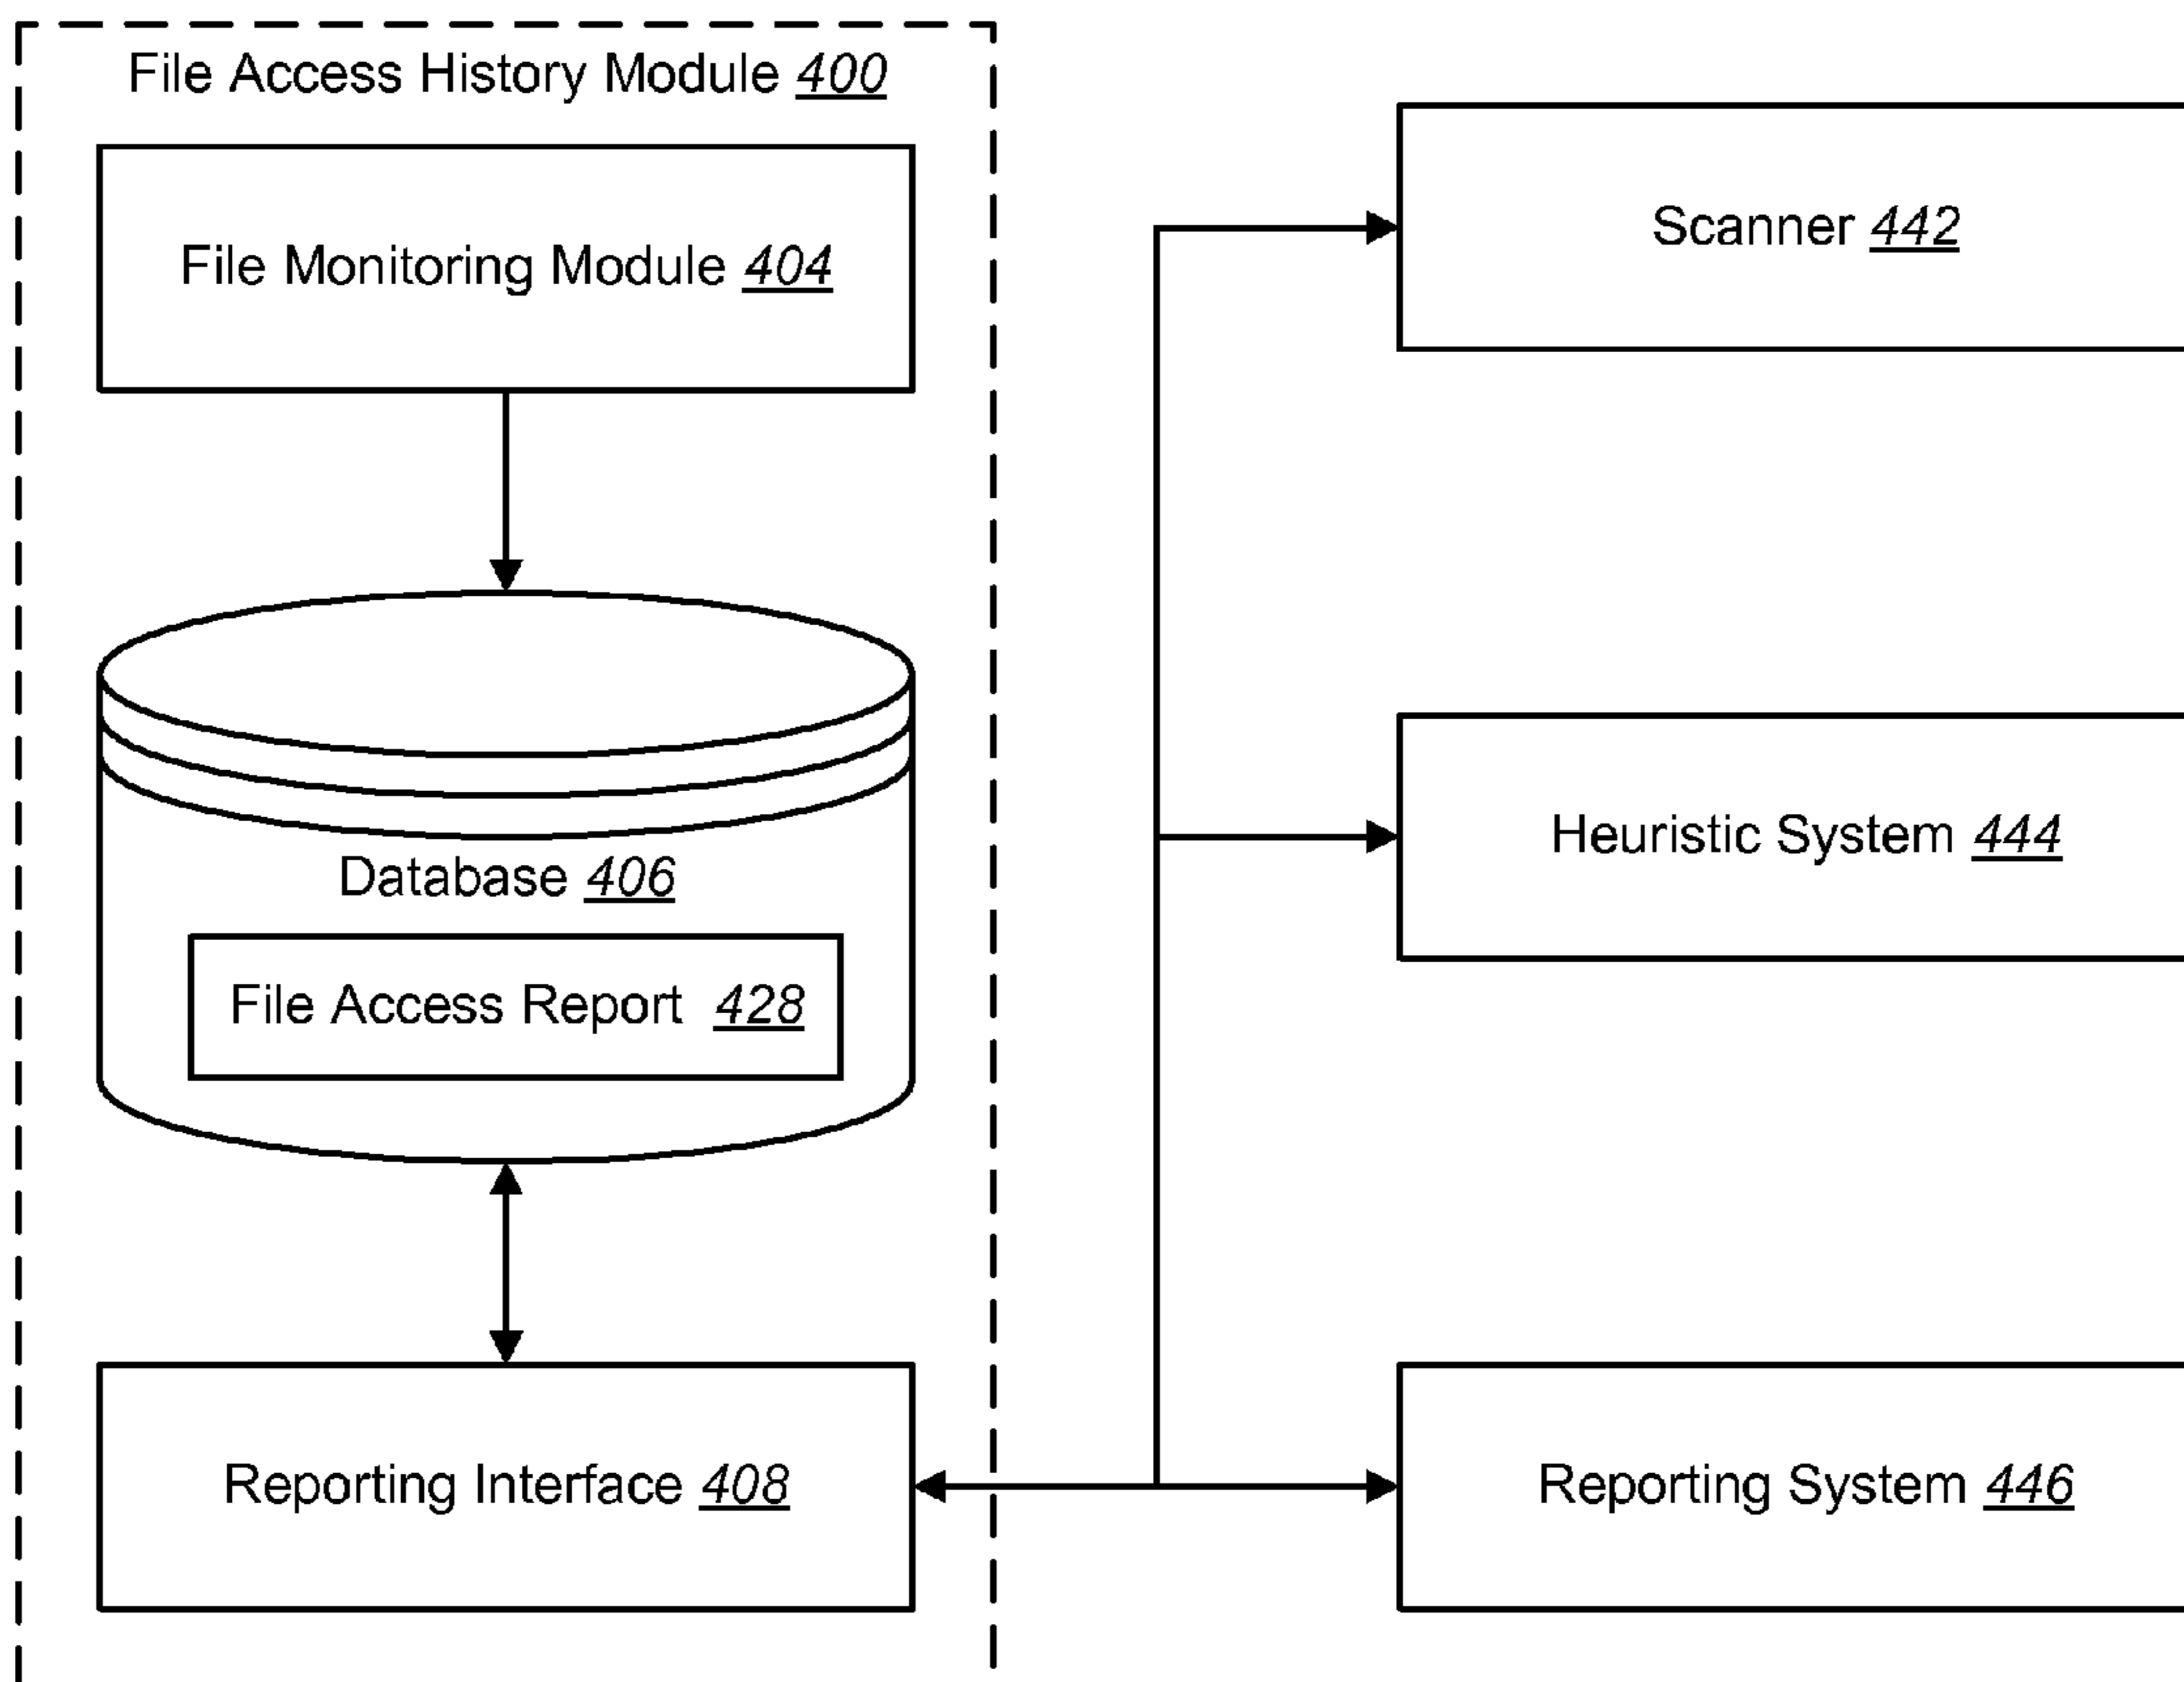 File Access History Module 400
File Monitoring Module 404
Database 406
File Access Report 428
Reporting Interface 408
Scanner 442
Heuristic System 444
Reporting System 446